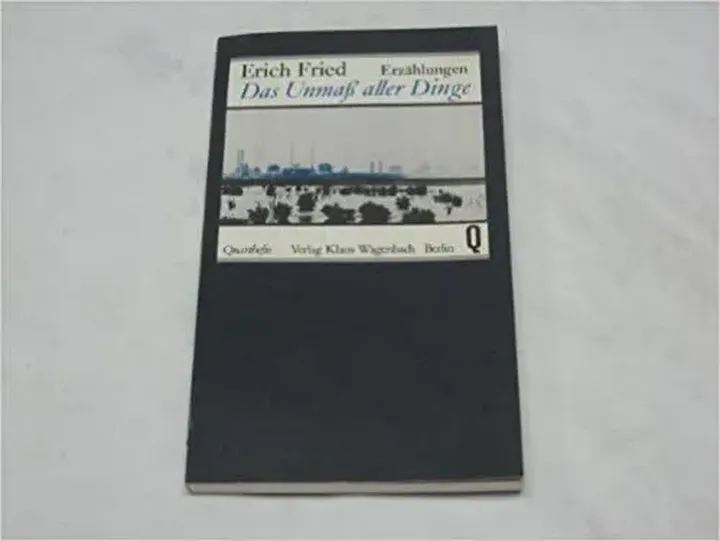 Erich Fried Erzählungen
Das Unmaß aller Dinge
Quarthefte Verlag Klaus Wagenbach Berlin Q